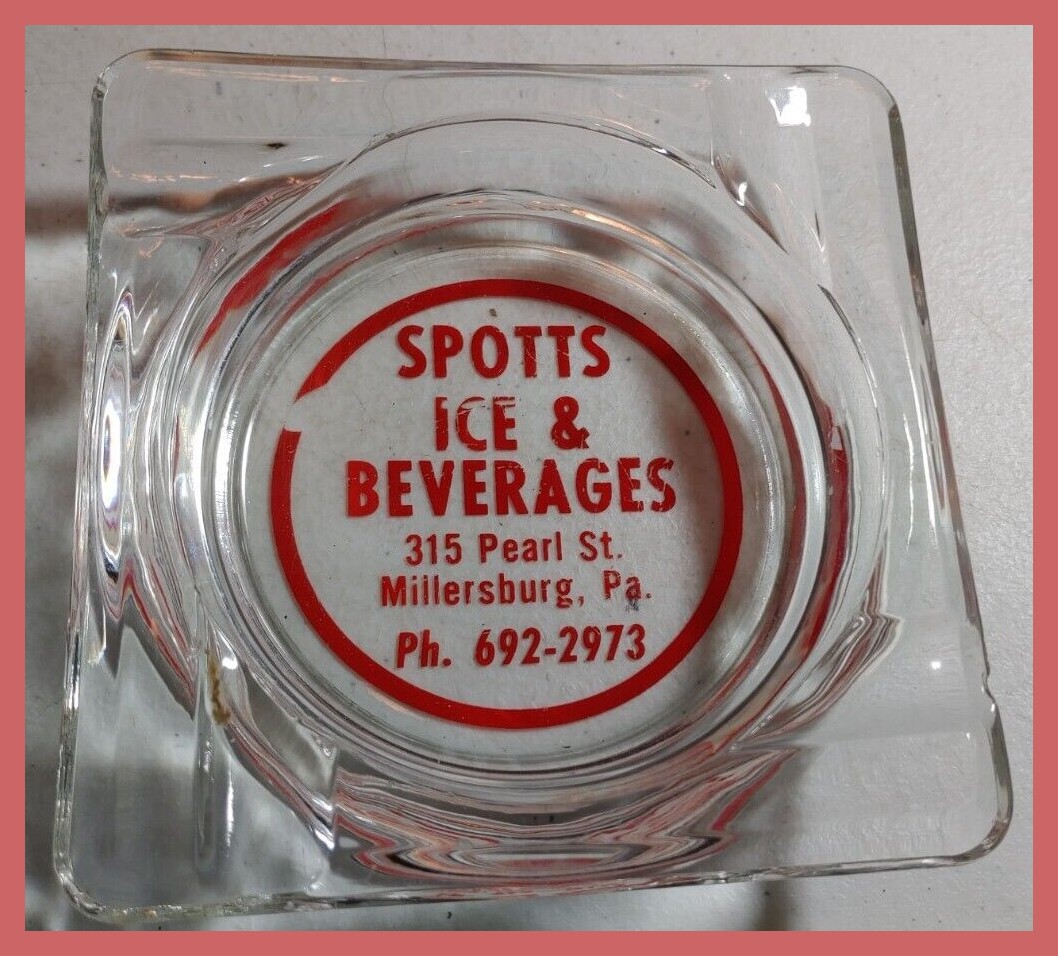 SPOTTS
ICE &
BEVERAGES
315 Pearl St.
Millersburg, Pa.
Ph. 692-2973